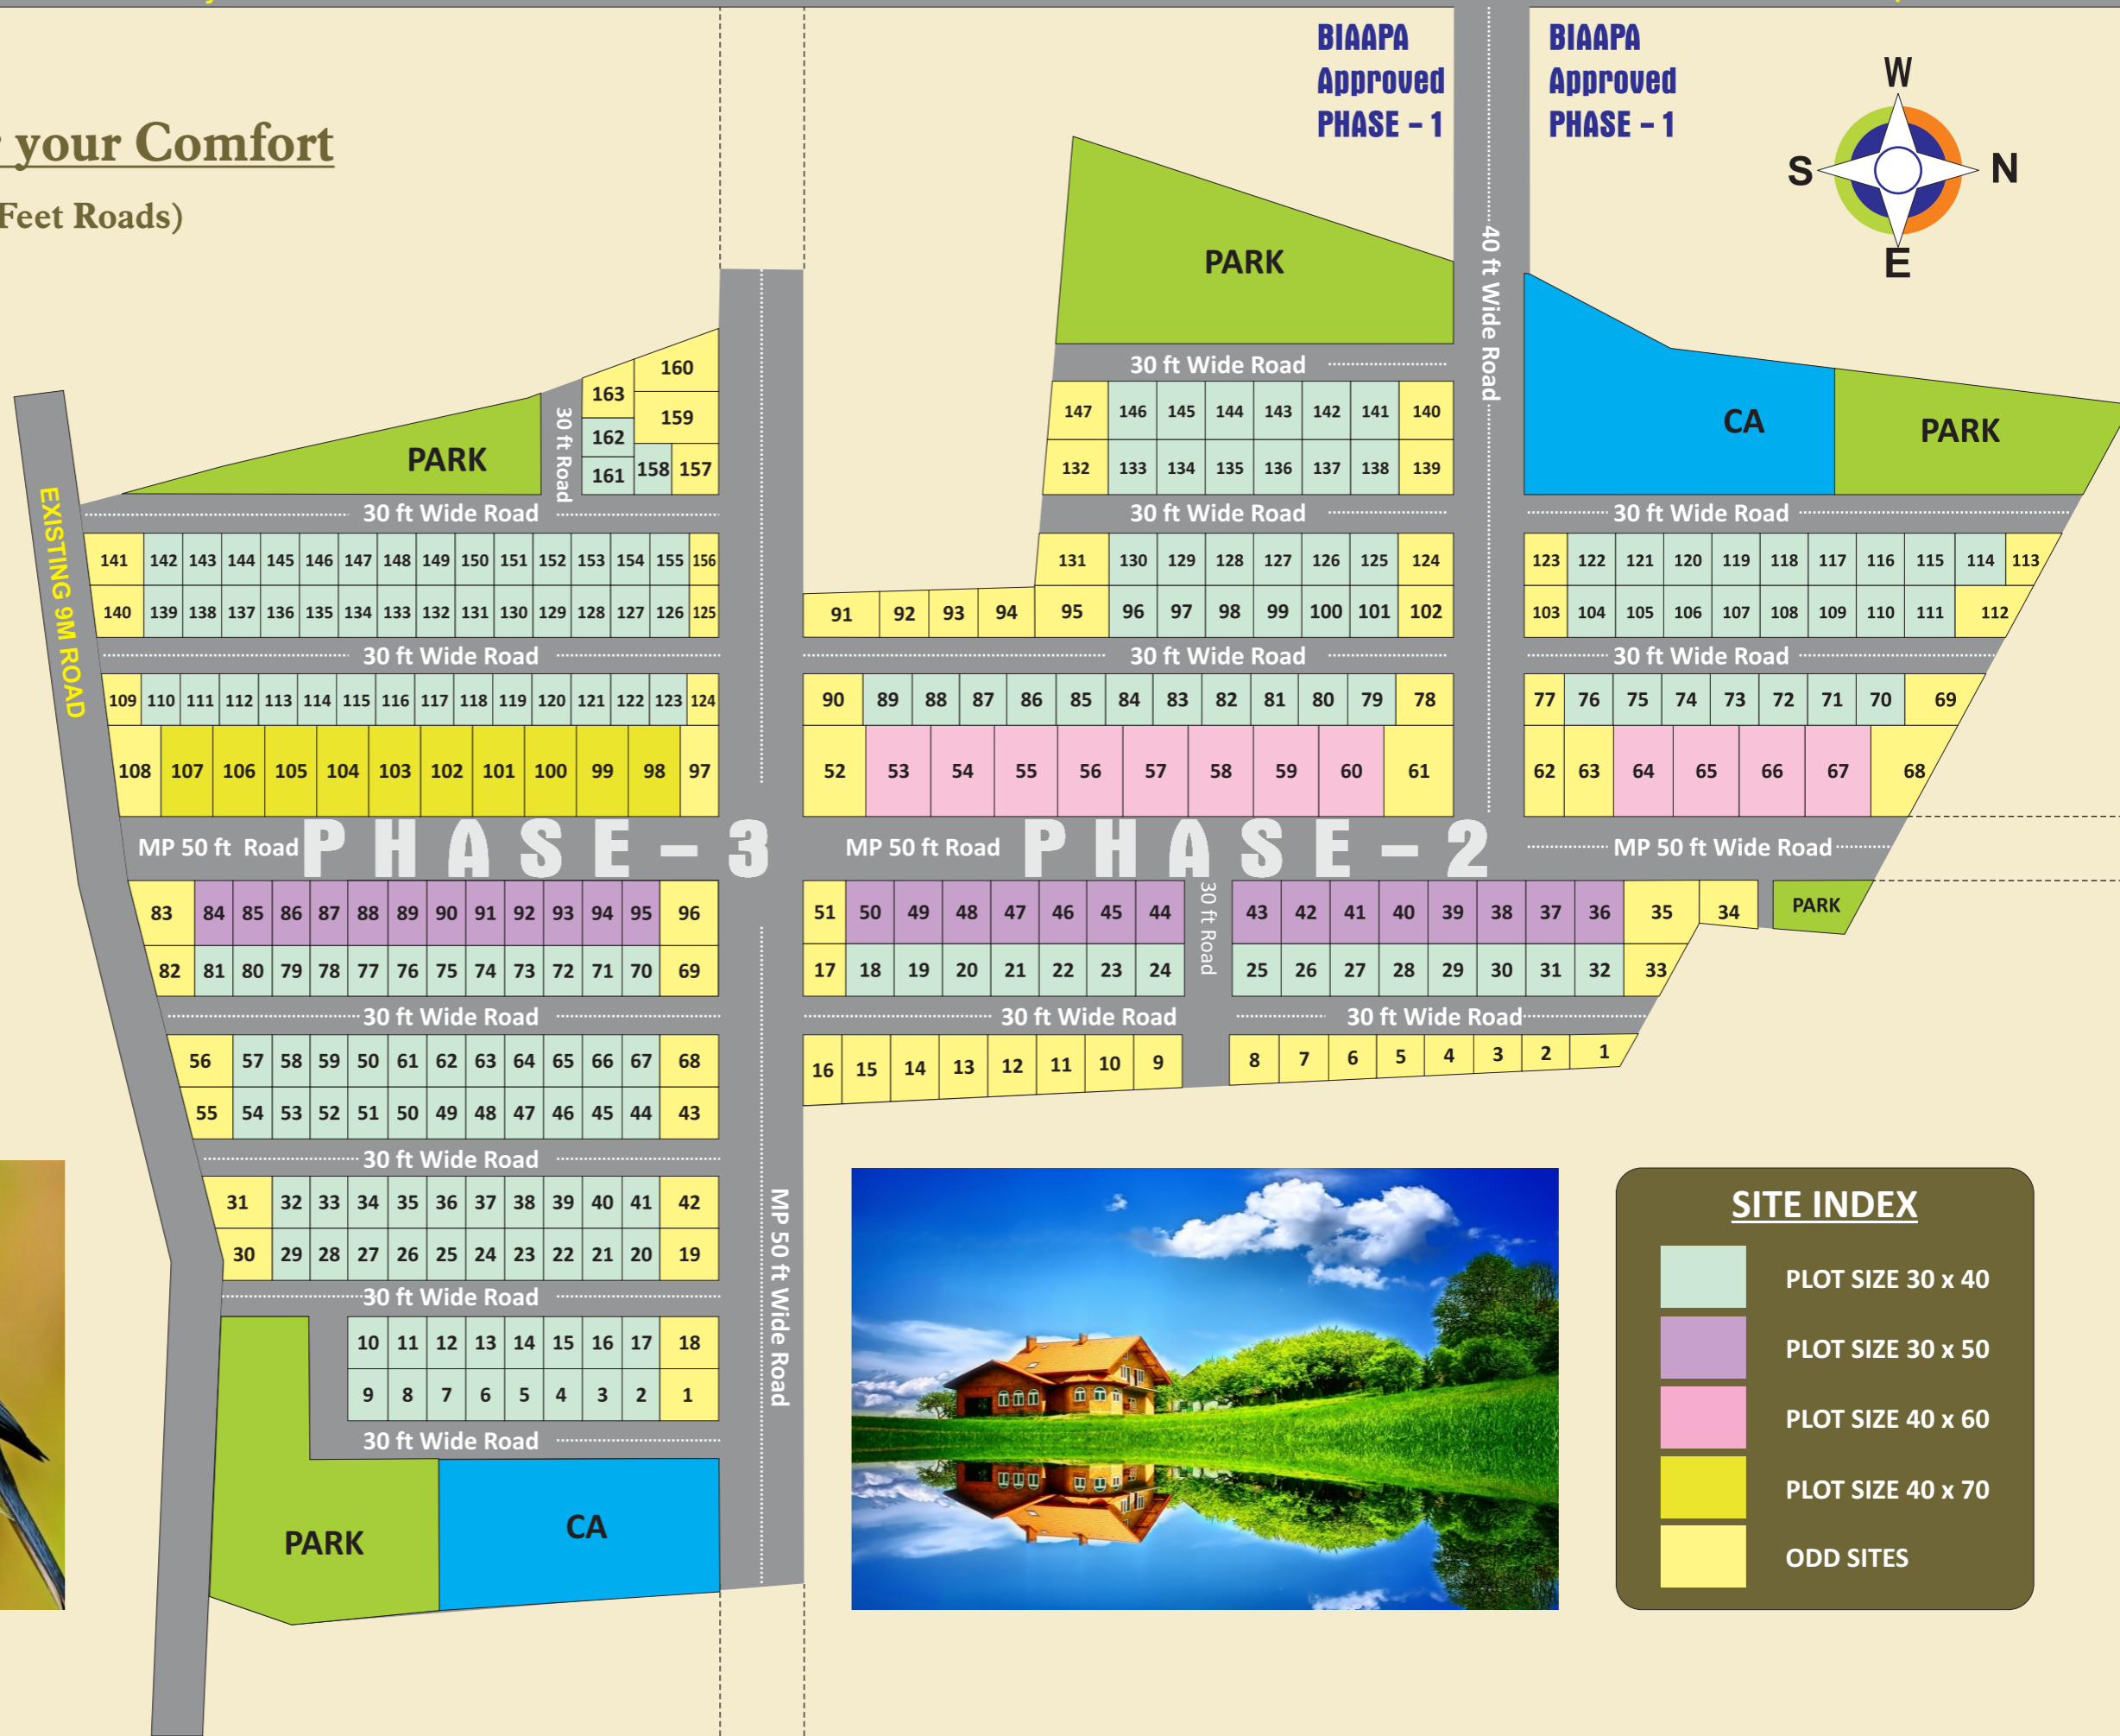 your Comfort
Feet Roads)
BIAAPA
Approved
PHASE – 1
BIAAPA
Approved
PHASE – 1
W
S N
E
PARK
40 ft Wide Road
30 ft Wide Road
160
163
159
162
161 158 157
30 ft Road
PARK
147 146 145 144 143 142 141 140
132 133 134 135 136 137 138 139
CA
PARK
EXISTING 9M ROAD
30 ft Wide Road
30 ft Wide Road
30 ft Wide Road
141 142 143 144 145 146 147 148 149 150 151 152 153 154 155 156
140 139 138 137 136 135 134 133 132 131 130 129 128 127 126 125
131 130 129 128 127 126 125 124
91 92 93 94 95 96 97 98 99 100 101 102
123 122 121 120 119 118 117 116 115 114 113
103 104 105 106 107 108 109 110 111 112
30 ft Wide Road
30 ft Wide Road
30 ft Wide Road
109 110 111 112 113 114 115 116 117 118 119 120 121 122 123 124
108 107 106 105 104 103 102 101 100 99 98 97
90 89 88 87 86 85 84 83 82 81 80 79 78
52 53 54 55 56 57 58 59 60 61
77 76 75 74 73 72 71 70 69
62 63 64 65 66 67 68
MP 50 ft Road
PHASE – 3
MP 50 ft Road
PHASE – 2
MP 50 ft Wide Road
83 84 85 86 87 88 89 90 91 92 93 94 95 96
82 81 80 79 78 77 76 75 74 73 72 71 70 69
51 50 49 48 47 46 45 44
17 18 19 20 21 22 23 24
30 ft Road
43 42 41 40 39 38 37 36 35 34
25 26 27 28 29 30 31 32 33
PARK
30 ft Wide Road
30 ft Wide Road
30 ft Wide Road
56 57 58 59 50 61 62 63 64 65 66 67 68
55 54 53 52 51 50 49 48 47 46 45 44 43
16 15 14 13 12 11 10 9
8 7 6 5 4 3 2 1
30 ft Wide Road
31 32 33 34 35 36 37 38 39 40 41 42
30 29 28 27 26 25 24 23 22 21 20 19
30 ft Wide Road
MP 50 ft Wide Road
10 11 12 13 14 15 16 17 18
9 8 7 6 5 4 3 2 1
30 ft Wide Road
PARK
CA
SITE INDEX
PLOT SIZE 30 x 40
PLOT SIZE 30 x 50
PLOT SIZE 40 x 60
PLOT SIZE 40 x 70
ODD SITES